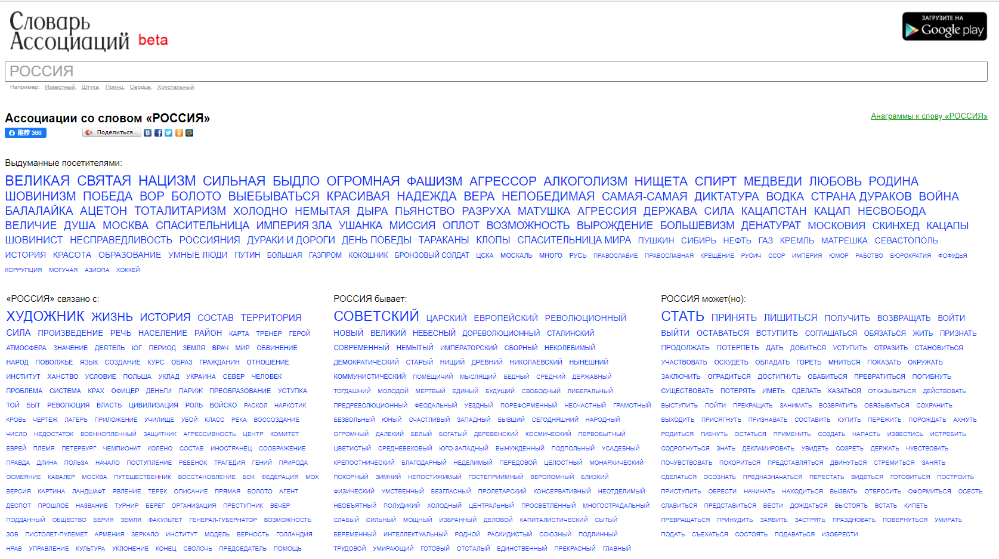 Словарь
Ассоциаций beta
ЗАГРУЗИТЕ НА
Google play
РОССИЯ
Например: Известный, Штука, Принц, Сердце, Хрустальный
Ассоциации со словом «РОССИЯ»
Анаграммы к слову «РОССИЯ»
推荐 366
Поделиться...
Выдуманные посетителями:
ВЕЛИКАЯ СВЯТАЯ НАЦИЗМ СИЛЬНАЯ БЫДЛО ОГРОМНАЯ ФАШИЗМ АГРЕССОР АЛКОГОЛИЗМ НИЩЕТА СПИРТ МЕДВЕДИ ЛЮБОВЬ РОДИНА
ШОВИНИЗМ ПОБЕДА ВОР БОЛОТО ВЫЕБЫВАТЬСЯ КРАСИВАЯ НАДЕЖДА ВЕРА НЕПОБЕДИМАЯ САМАЯ-САМАЯ ДИКТАТУРА ВОДКА СТРАНА ДУРАКОВ ВОЙНА
БАЛАЛАЙКА АЦЕТОН ТОТАЛИТАРИЗМ ХОЛОДНО НЕМЫТАЯ ДЫРА ПЬЯНСТВО РАЗРУХА МАТУШКА АГРЕССИЯ ДЕРЖАВА СИЛА КАЦАПСТАН КАЦАП НЕСВОБОДА
ВЕЛИЧИЕ ДУША МОСКВА СПАСИТЕЛЬНИЦА ИМПЕРИЯ ЗЛА УШАНКА МИССИЯ ОПЛОТ ВОЗМОЖНОСТЬ ВЫРОЖДЕНИЕ БОЛЬШЕВИЗМ ДЕНАТУРАТ МОСКОВИЯ СКИНХЕД КАЦАПЫ
ШОВИНИСТ НЕСПРАВЕДЛИВОСТЬ РОССИЯНИЯ ДУРАКИ И ДОРОГИ ДЕНЬ ПОБЕДЫ ТАРАКАНЫ КЛОПЫ СПАСИТЕЛЬНИЦА МИРА ПУШКИН СИБИРЬ НЕФТЬ ГАЗ КРЕМЛЬ МАТРЕШКА СЕВАСТОПОЛЬ
ИСТОРИЯ КРАСОТА ОБРАЗОВАНИЕ УМНЫЕ ЛЮДИ ПУТИН БОЛЬШАЯ ГАЗПРОМ КОКОШНИК БРОНЗОВЫЙ СОЛДАТ ЦСКА МОСКАЛЬ МНОГО РУСЬ ПРАВОСЛАВИЕ ПРАВОСЛАВНАЯ КРЕЩЕНИЕ РУСИЧ СССР ИМПЕРИЯ ЮМОР РАБСТВО БЮРОКРАТИЯ ФОФУДЬЯ
КОРРУПЦИЯ МОГУЧАЯ АЗИОПА ХОККЕЙ
«РОССИЯ» связано с:
ХУДОЖНИК ЖИЗНЬ ИСТОРИЯ СОСТАВ ТЕРРИТОРИЯ
СИЛА ПРОИЗВЕДЕНИЕ РЕЧЬ НАСЕЛЕНИЕ РАЙОН КАРТА ТРЕНЕР ГЕРОЙ
АТМОСФЕРА ЗНАЧЕНИЕ ДЕЯТЕЛЬ ЮГ ПЕРИОД ЗЕМЛЯ ВРАЧ МИР ОБВИНЕНИЕ
НАРОД ПОВОЛЖЬЕ ЯЗЫК СОЗДАНИЕ КУРС ОБРАЗ ГРАЖДАНИН ОТНОШЕНИЕ
ИНСТИТУТ ХАНСТВО УСЛОВИЕ ПОЛЬША УКЛАД УКРАИНА СЕВЕР ЧЕЛОВЕК
ПРОБЛЕМА СИСТЕМА КРАХ ОФИЦЕР ДЕНЬГИ ПАРИЖ ПРЕОБРАЗОВАНИЕ УСТУПКА
ТОЙ БЫТ РЕВОЛЮЦИЯ ВЛАСТЬ ЦИВИЛИЗАЦИЯ РОЛЬ ВОЙСКО РАСКОЛ НАРКОТИК
КРОВЬ ЧЕРТЕЖ ЛАГЕРЬ ПРИЛОЖЕНИЕ УЧИЛИЩЕ УБОЙ КЛАСС РЕКА ВОССОЗДАНИЕ
ЧИСЛО НЕДОСТАТОК ВОЕННОПЛЕННЫЙ ЗАЩИТНИК АГРЕССИВНОСТЬ ЦЕНТР КОМИТЕТ
ЕВРЕЙ ПЛЕМЯ ПЕТЕРБУРГ ЧЕМПИОНАТ КОЛЕНО СОСТАВ ИНОСТРАНЕЦ СООБРАЖЕНИЕ
ПРАВДА ДЛИНА ПОЛЬЗА НАЧАЛО ПОСТУПЛЕНИЕ РЕБЕНОК ТРАГЕДИЯ ГЕНИЙ ПРИРОДА
ОСМЕЯНИЕ КАВАЛЕР МОСКВА ПУТЕШЕСТВЕННИК ВОССТАНОВЛЕНИЕ БОК ФЕДЕРАЦИЯ МОХ
ВЕРСИЯ КАРТИНА ЛАНДШАФТ ЯВЛЕНИЕ ТЕРЕК ОПИСАНИЕ ПРЯМАЯ БОЛОТО АГЕНТ
ДЕСПОТ ПРОШЛОЕ НАЗВАНИЕ ТУРНИР БЕРЕГ ОРГАНИЗАЦИЯ ПРЕСТУПНИК ВЕЧЕР
ПОДДАННЫЙ ОБЩЕСТВО БЕРИЯ ЗЕМЛЯ ФАКУЛЬТЕТ ГЕНЕРАЛ-ГУБЕРНАТОР ВОЗМОЖНОСТЬ
ЗОВ ПИСТОЛЕТ-ПУЛЕМЕТ АРМЕНИЯ ЗЕРКАЛО ИНСТИТУТ МОДЕЛЬ ВЕРНОСТЬ ГОЛЛАНДИЯ
НРАВ УПРАВЛЕНИЕ КУЛЬТУРА УКЛОНЕНИЕ КОНЕЦ СВОЛОЧЬ ПРЕДСЕДАТЕЛЬ ПОМОЩЬ
РОССИЯ бывает:
СОВЕТСКИЙ ЦАРСКИЙ ЕВРОПЕЙСКИЙ РЕВОЛЮЦИОННЫЙ
НОВЫЙ ВЕЛИКИЙ НЕБЕСНЫЙ ДОРЕВОЛЮЦИОННЫЙ СТАЛИНСКИЙ
СОВРЕМЕННЫЙ НЕМЫТЫЙ ИМПЕРАТОРСКИЙ СБОРНЫЙ НЕКОЛЕБИМЫЙ
ДЕМОКРАТИЧЕСКИЙ СТАРЫЙ НИЩИЙ ДРЕВНИЙ НИКОЛАЕВСКИЙ НЫНЕШНИЙ
КОММУНИСТИЧЕСКИЙ ПОМЕЩИЧИЙ МЫСЛЯЩИЙ БЕДНЫЙ СРЕДНИЙ ДЕРЖАВНЫЙ
ТОГДАШНИЙ МОЛОДОЙ МЕРТВЫЙ ЕДИНЫЙ БУДУЩИЙ СВОБОДНЫЙ ЛИБЕРАЛЬНЫЙ
ПРЕДРЕВОЛЮЦИОННЫЙ ФЕОДАЛЬНЫЙ УЕЗДНЫЙ ПОРЕФОРМЕННЫЙ НЕСЧАСТНЫЙ ГРАМОТНЫЙ
БЕЗВОЛЬНЫЙ ЮНЫЙ СЧАСТЛИВЫЙ ЗАПАДНЫЙ БЫВШИЙ СЕГОДНЯШНИЙ НАРОДНЫЙ
ОГРОМНЫЙ ДАЛЕКИЙ БЕЛЫЙ БОГАТЫЙ ДЕРЕВЕНСКИЙ КОСМИЧЕСКИЙ ПЕРВОБЫТНЫЙ
ЦВЕТИСТЫЙ СРЕДНЕВЕКОВЫЙ ЮГО-ЗАПАДНЫЙ ВЫНУЖДЕННЫЙ ПОДПОЛЬНЫЙ УСАДЕБНЫЙ
КРЕПОСТНИЧЕСКИЙ БЛАГОДАРНЫЙ НЕДЕЛИМЫЙ ПЕРЕДОВОЙ ЦЕЛОСТНЫЙ МОНАРХИЧЕСКИЙ
ПОКОРНЫЙ ЗИМНИЙ НЕПОСТИЖИМЫЙ ГОСТЕПРИИМНЫЙ ВЕРОЛОМНЫЙ БЛИЗКИЙ
ФИЗИЧЕСКИЙ УМСТВЕННЫЙ БЕЗГЛАСНЫЙ ПРОЛЕТАРСКИЙ КОНСЕРВАТИВНЫЙ НЕОТДЕЛИМЫЙ
НЕОБЪЯТНЫЙ ПОЛУДИКИЙ ХОЛОДНЫЙ ЦЕНТРАЛЬНЫЙ ПРОСВЕТЛЕННЫЙ МНОГОСТРАДАЛЬНЫЙ
СЛАБЫЙ СИЛЬНЫЙ МОЩНЫЙ ИЗБРАННЫЙ ДЕЛОВОЙ КАПИТАЛИСТИЧЕСКИЙ СЫТЫЙ
БЕРЕМЕННЫЙ ИНТЕЛЛЕКТУАЛЬНЫЙ РОДНОЙ РАСКИДИСТЫЙ СОЮЗНЫЙ ПОДЛИННЫЙ
ТРУДОВОЙ УМИРАЮЩИЙ ГОТОВЫЙ ОТСТАЛЫЙ ЕДИНСТВЕННЫЙ ПРЕКРАСНЫЙ ГЛАВНЫЙ
РОССИЯ может(но):
СТАТЬ ПРИНЯТЬ ЛИШИТЬСЯ ПОЛУЧИТЬ ВОЗВРАЩАТЬ ВОЙТИ
ВЫЙТИ ОСТАВАТЬСЯ ВСТУПИТЬ СОГЛАШАТЬСЯ ОБЯЗАТЬСЯ ЖИТЬ ПРИЗНАТЬ
ПРОДОЛЖАТЬ ПОТЕРПЕТЬ ДАТЬ ДОБИТЬСЯ УСТУПИТЬ ОТРАЗИТЬ СТАНОВИТЬСЯ
УЧАСТВОВАТЬ ОСКУДЕТЬ ОБЛАДАТЬ ГОРЕТЬ МНИТЬСЯ ПОКАЗАТЬ ОКРУЖАТЬ
ЗАКЛЮЧИТЬ ОГРАДИТЬСЯ ДОСТИГНУТЬ ОБАБИТЬСЯ ПРЕВРАТИТЬСЯ ПОГИБНУТЬ
СУЩЕСТВОВАТЬ ПОТЕРЯТЬ ИМЕТЬ СДЕЛАТЬ КАЗАТЬСЯ ОТКАЗЫВАТЬСЯ ДЕЙСТВОВАТЬ
ВЫСТУПИТЬ ПОЙТИ ПРЕКРАЩАТЬ ЗАНИМАТЬ ВОЗВРАТИТЬ ОБЯЗЫВАТЬСЯ СОХРАНИТЬ
ВЫХОДИТЬ ПРИСЯГНУТЬ ПРИЗНАВАТЬ СОСТАВИТЬ КУПИТЬ ПЕРЕЖИТЬ ПОРОЖДАТЬ АХНУТЬ
РОДИТЬСЯ ГИБНУТЬ ОСТАТЬСЯ ПРИМЕНИТЬ СОЗДАТЬ НАПАСТЬ ИЗВЕСТИСЬ ИСТРЕБИТЬ
СОДРОГНУТЬСЯ ЗНАТЬ ДЕКЛАМИРОВАТЬ УВИДЕТЬ СОЗРЕТЬ ДЕРЖАТЬ ЧУВСТВОВАТЬ
ПОЧУВСТВОВАТЬ ПОКОРИТЬСЯ ПРЕДСТАВЛЯТЬСЯ ДВИНУТЬСЯ СТРЕМИТЬСЯ ЗАНЯТЬ
СДЕЛАТЬСЯ ОСОЗНАТЬ ПРЕДНАЗНАЧАТЬСЯ ПЕРЕСТАТЬ ВИДЕТЬСЯ ГОТОВИТЬСЯ ПОСТРОИТЬ
ПРИСТУПИТЬ ОБРЕСТИ НАЧИНАТЬ НАХОДИТЬСЯ ВЫЗВАТЬ ОТБРОСИТЬ ОФОРМИТЬСЯ ОСЕСТЬ
СЛАВИТЬСЯ ПРЕДСТАВИТЬСЯ ВЕСТИ ДОЖДАТЬСЯ ВЫСТОЯТЬ ВСТАТЬ КИПЕТЬ
ПРЕВРАЩАТЬСЯ ПРИНУДИТЬ ЗАЯВИТЬ ЗАСТРЯТЬ ПРАЗДНОВАТЬ ПОВЕРНУТЬСЯ УМИРАТЬ
ПОДАТЬ СЪЕХАТЬСЯ СОСТОЯТЬ ПОДАВАТЬСЯ ИЗОБРЕСТИ